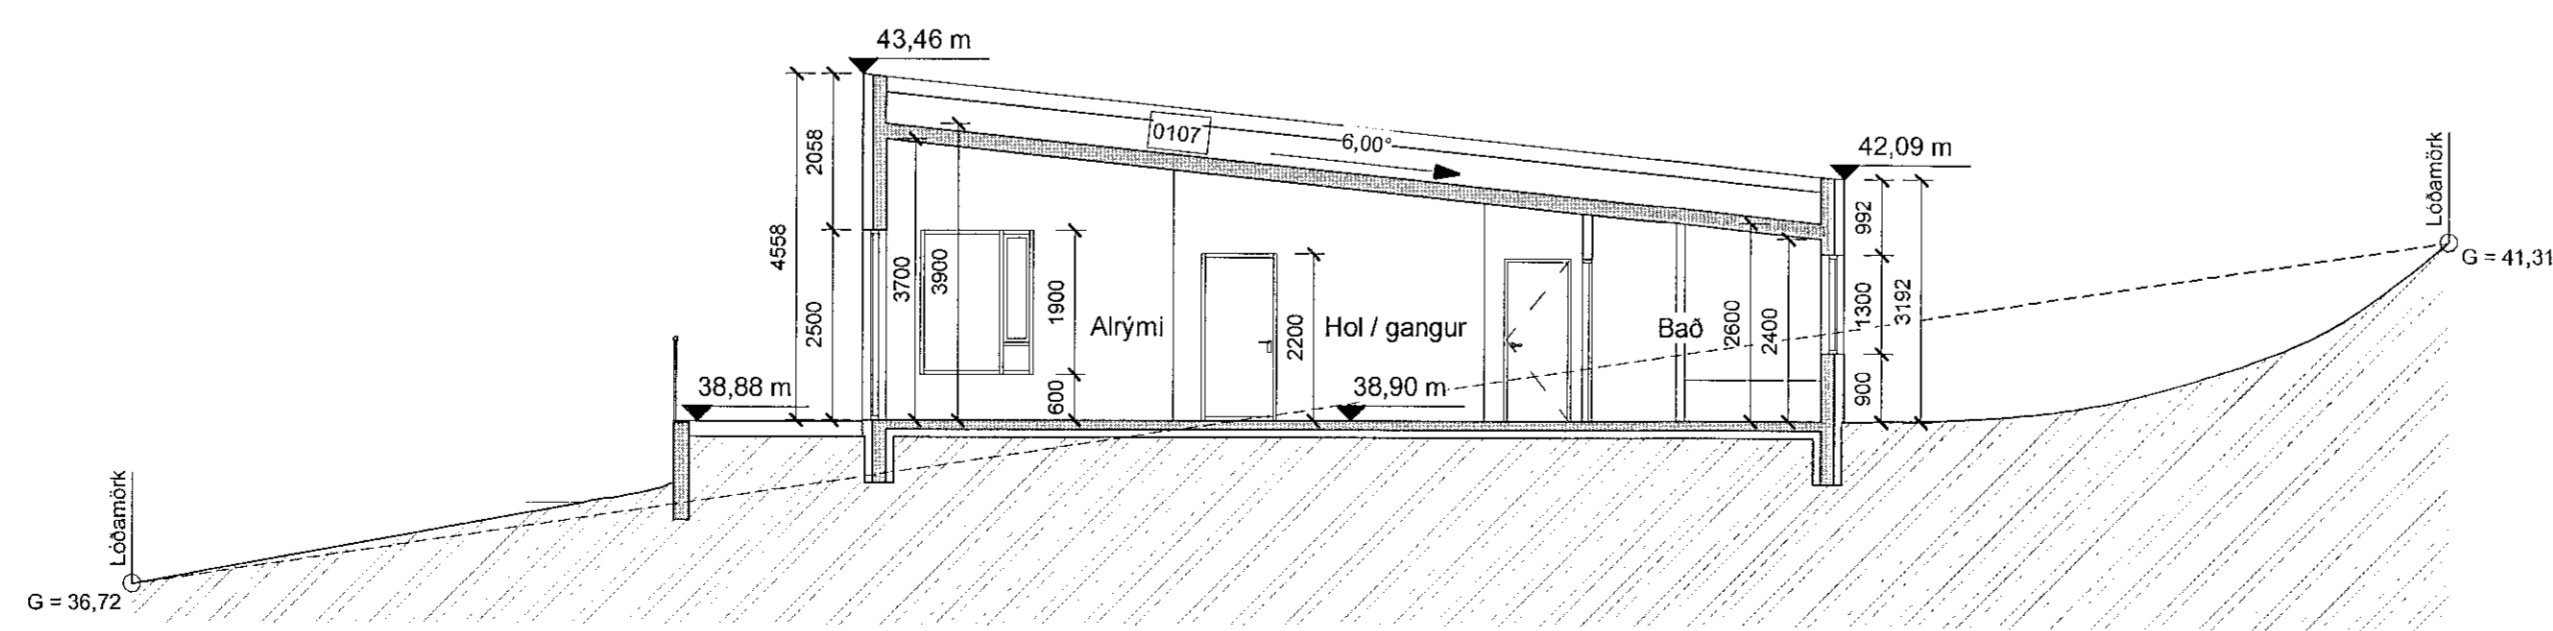 43,46 m
0107
6,00°
42,09 m
Lóðamörk
G = 41,31
2058
4558
2500
3700
3900
1900
600
Alrými
2200
Hol / gangur
Bað
2600
2400
992
1300
3192
900
38,88 m
38,90 m
Lóðamörk
G = 36,72